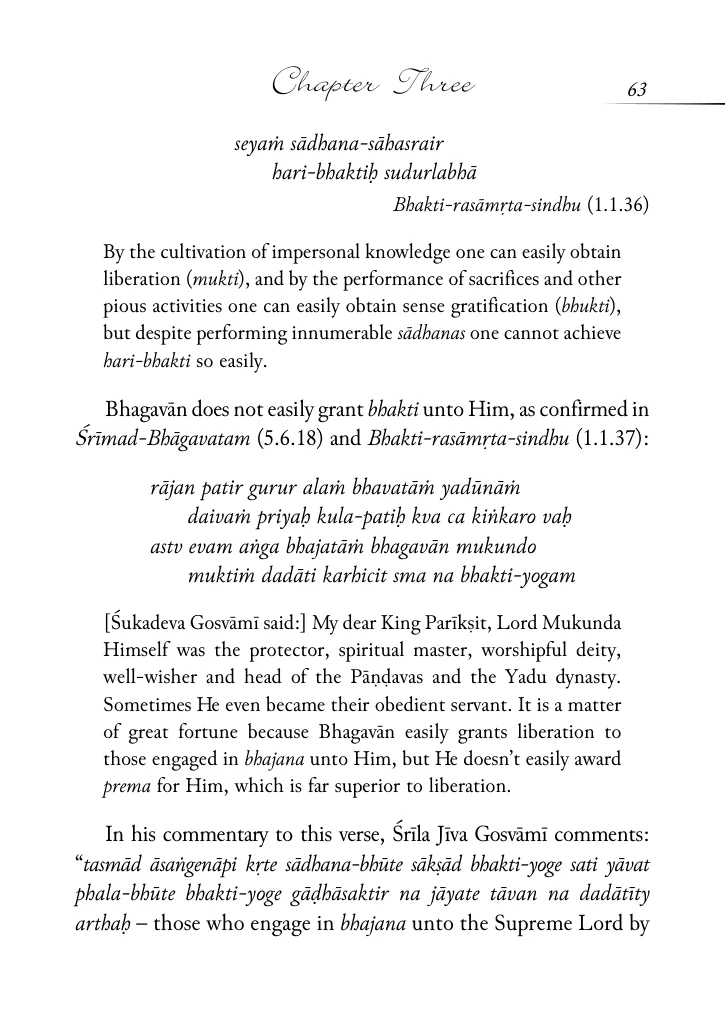 Chapter Three
63
seyaṁ sādhana-sāhasrair
hari-bhaktiḥ sudurlabhā
Bhakti-rasāmṛta-sindhu (1.1.36)
By the cultivation of impersonal knowledge one can easily obtain
liberation (mukti), and by the performance of sacrifices and other
pious activities one can easily obtain sense gratification (bhukti),
but despite performing innumerable sādhanas one cannot achieve
hari-bhakti so easily.
Bhagavān does not easily grant bhakti unto Him, as confirmed in
Śrīmad-Bhāgavatam (5.6.18) and Bhakti-rasāmṛta-sindhu (1.1.37):
rājan patir gurur alaṁ bhavatāṁ yadūnāṁ
daivaṁ priyaḥ kula-patiḥ kva ca kiṅkaro vaḥ
astv evam aṅga bhajatāṁ bhagavān mukundo
muktiṁ dadāti karhicit sma na bhakti-yogam
[Śukadeva Gosvāmī said:] My dear King Parīkṣit, Lord Mukunda
Himself was the protector, spiritual master, worshipful deity,
well-wisher and head of the Pāṇḍavas and the Yadu dynasty.
Sometimes He even became their obedient servant. It is a matter
of great fortune because Bhagavān easily grants liberation to
those engaged in bhajana unto Him, but He doesn’t easily award
prema for Him, which is far superior to liberation.
In his commentary to this verse, Śrīla Jīva Gosvāmī comments:
“tasmād āsaṅgenāpi kṛte sādhana-bhūte sākṣād bhakti-yoge sati yāvat
phala-bhūte bhakti-yoge gāḍhāsaktir na jāyate tāvan na dadātīty
arthaḥ – those who engage in bhajana unto the Supreme Lord by